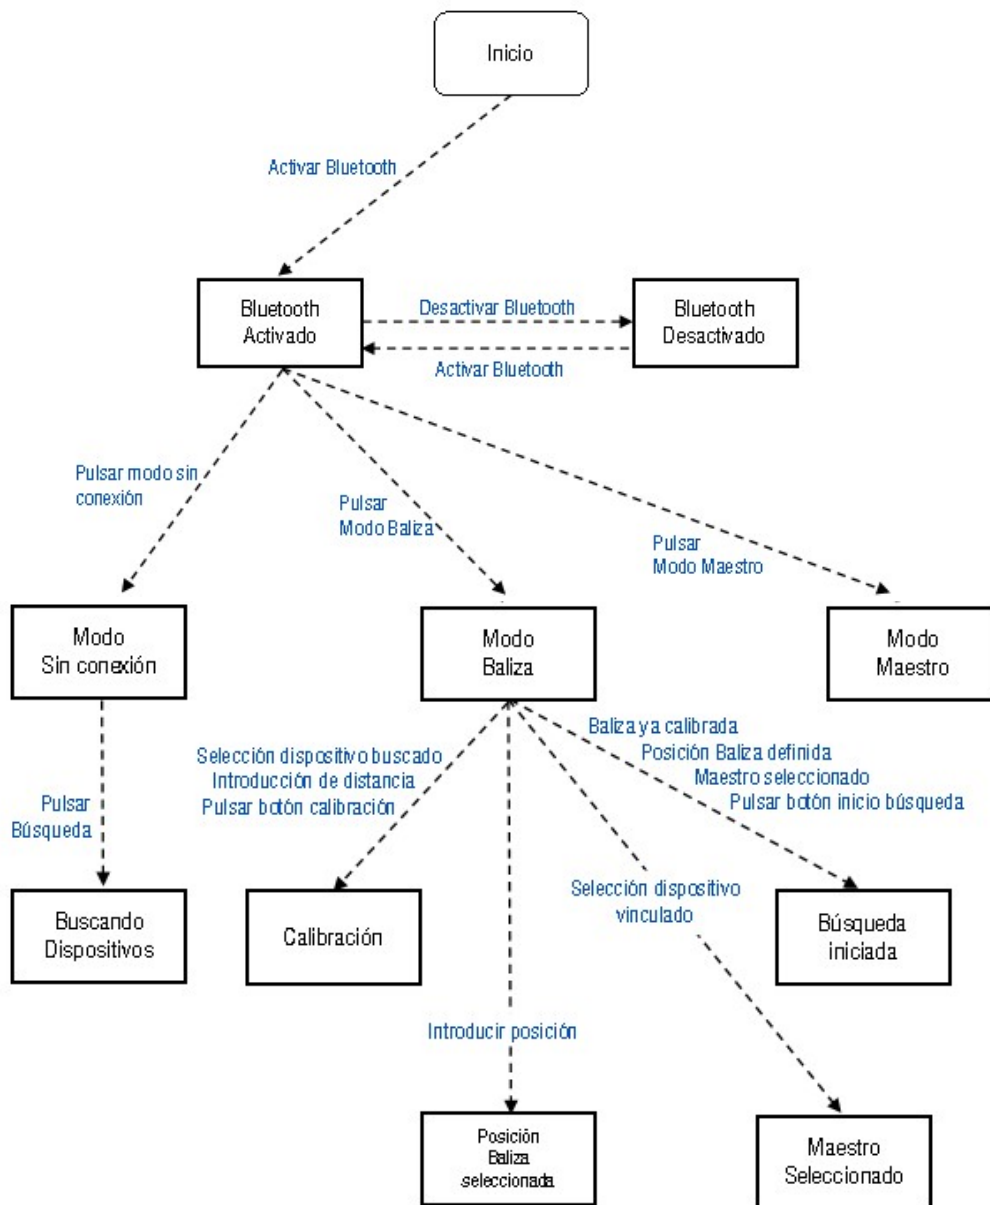 Inicio
Activar Bluetooth
Bluetooth
Activado
Desactivar Bluetooth
Activar Bluetooth
Bluetooth
Desactivado
Pulsar modo sin
conexión
Pulsar
Modo Baliza
Pulsar
Modo Maestro
Modo
Sin conexión
Modo
Baliza
Modo
Maestro
Pulsar
Búsqueda
Selección dispositivo buscado
Introducción de distancia
Pulsar botón calibración
Baliza ya calibrada
Posición Baliza definida
Maestro seleccionado
Pulsar botón inicio búsqueda
Selección dispositivo
vinculado
Buscando
Dispositivos
Calibración
Búsqueda
iniciada
Introducir posición
Posición
Baliza
seleccionada
Maestro
Seleccionado